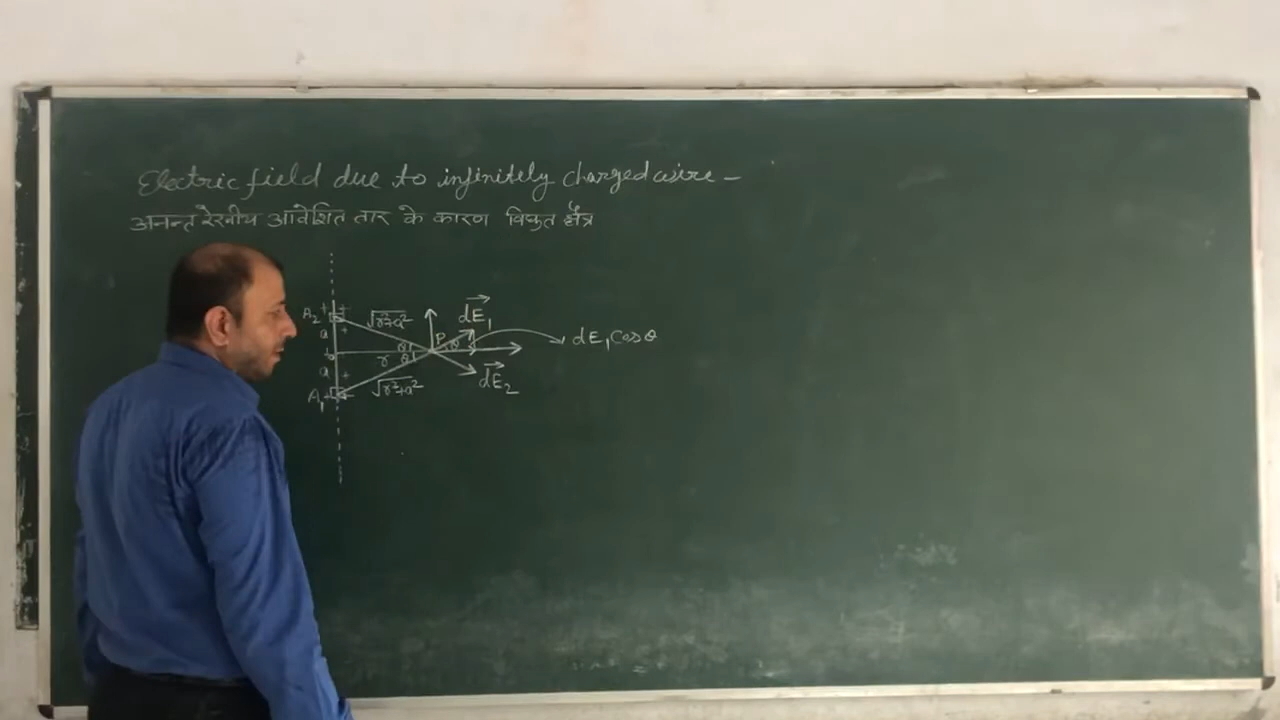 Electric field due to infinitely charged wire -
अनन्त रेखीय आवेशित तार के कारण विधुत क्षेत्र
A₂
a
a
A₁
√r²+a²
r
√r²+a²
θ
θ
P
θ
dE₁
dE₂
dE₁ cos θ